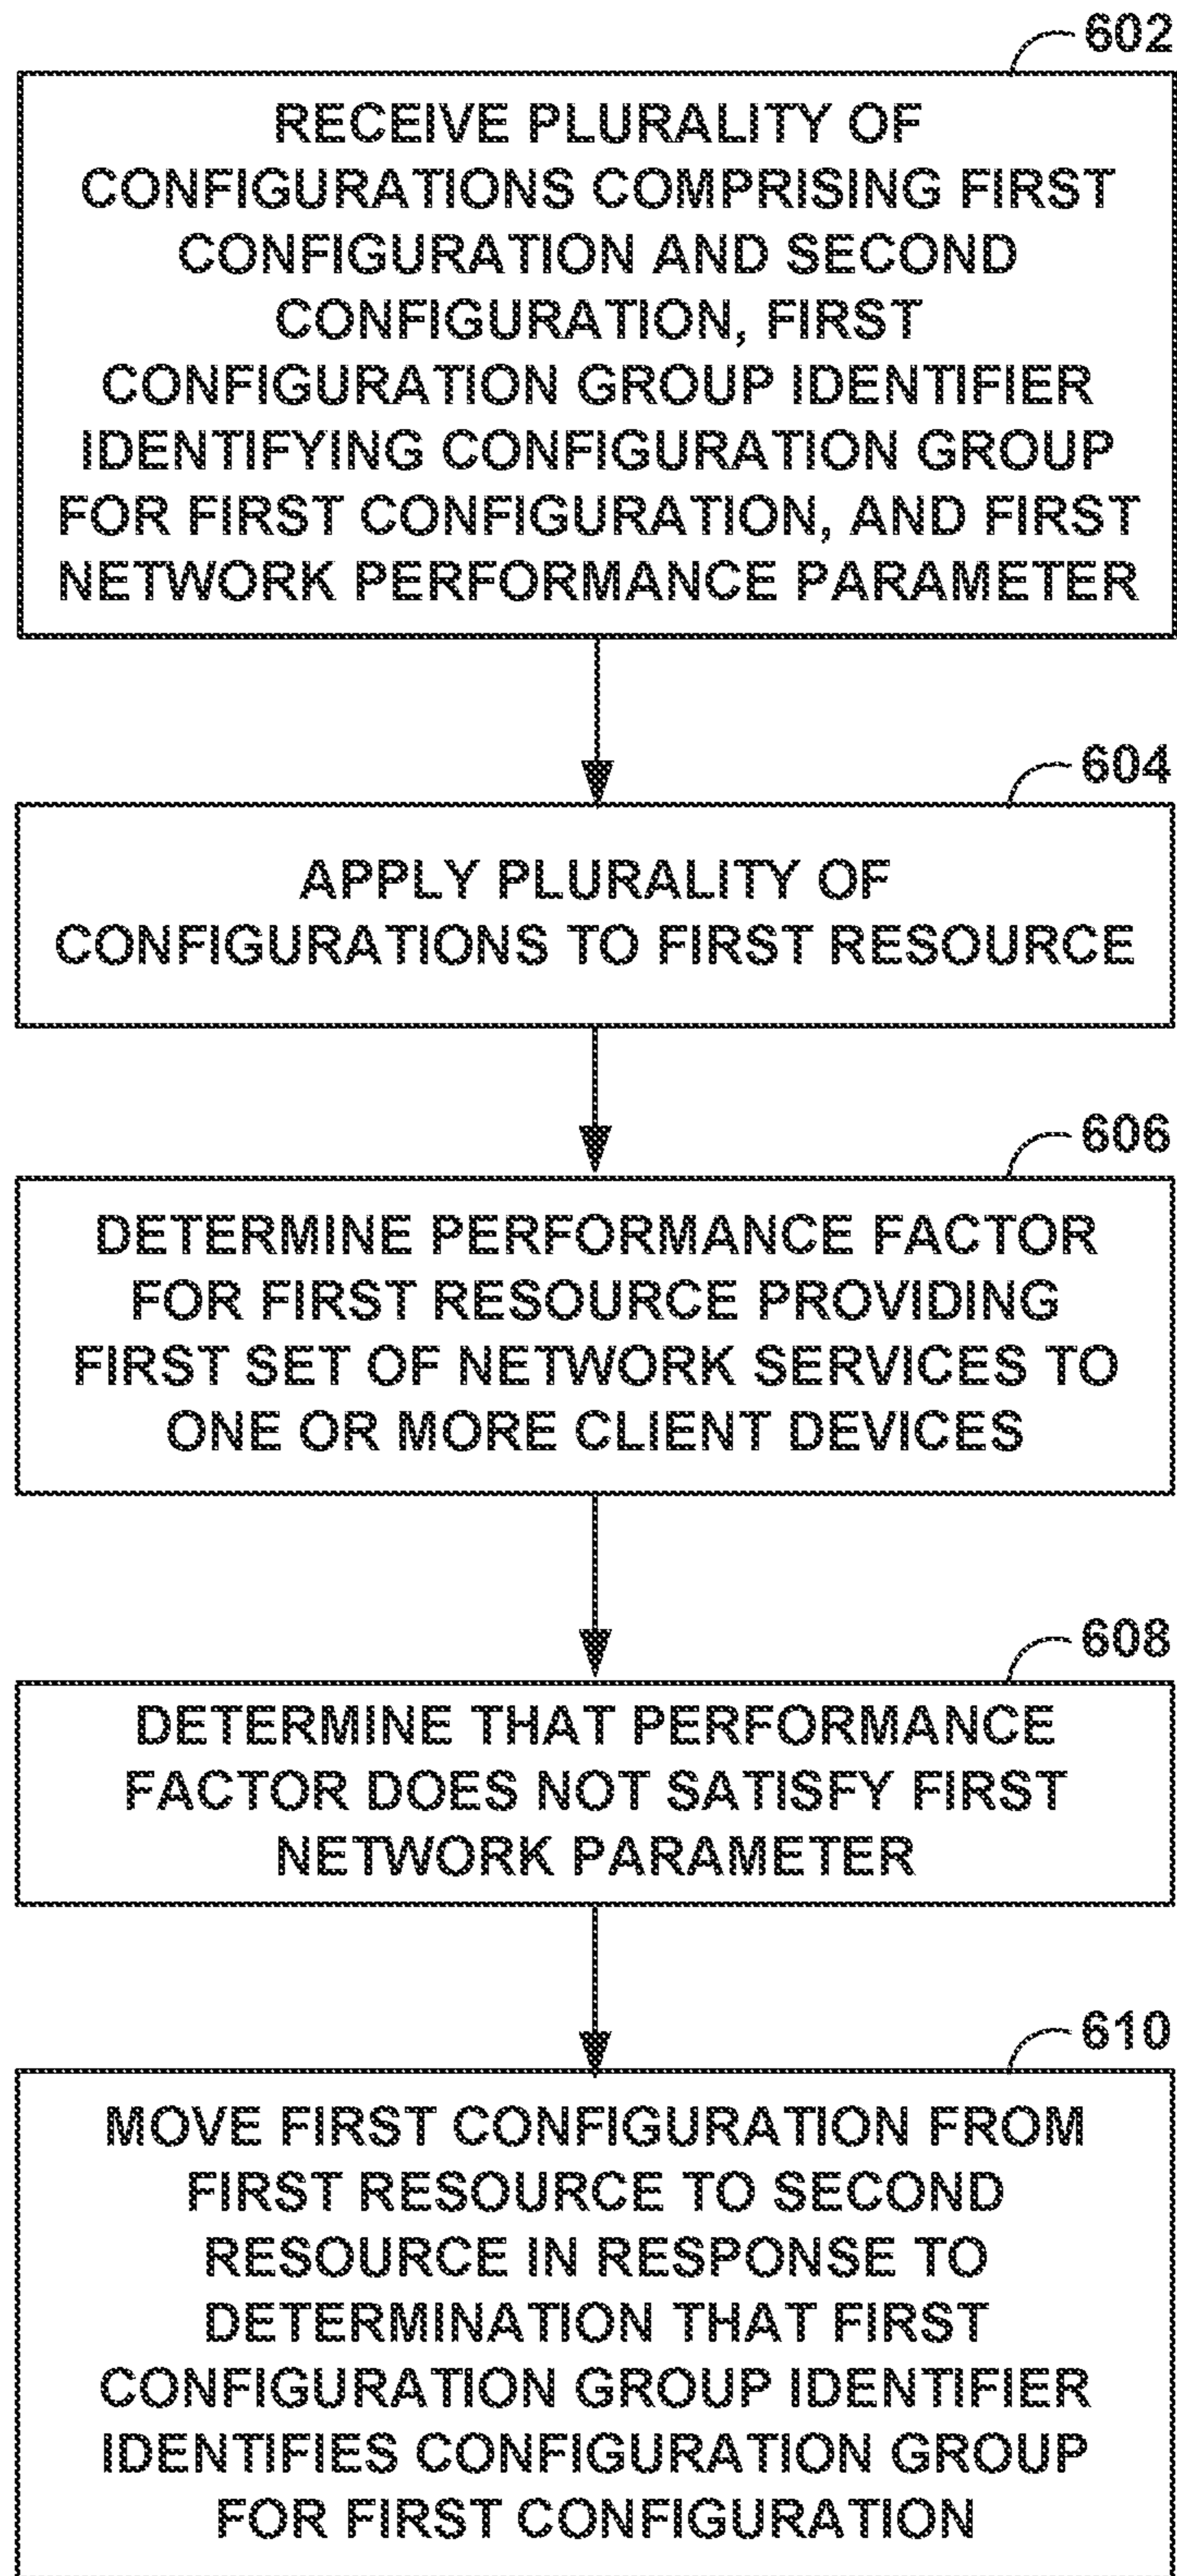 602
RECEIVE PLURALITY OF
CONFIGURATIONS COMPRISING FIRST
CONFIGURATION AND SECOND
CONFIGURATION, FIRST
CONFIGURATION GROUP IDENTIFIER
IDENTIFYING CONFIGURATION GROUP
FOR FIRST CONFIGURATION, AND FIRST
NETWORK PERFORMANCE PARAMETER
604
APPLY PLURALITY OF
CONFIGURATIONS TO FIRST RESOURCE
606
DETERMINE PERFORMANCE FACTOR
FOR FIRST RESOURCE PROVIDING
FIRST SET OF NETWORK SERVICES TO
ONE OR MORE CLIENT DEVICES
608
DETERMINE THAT PERFORMANCE
FACTOR DOES NOT SATISFY FIRST
NETWORK PARAMETER
610
MOVE FIRST CONFIGURATION FROM
FIRST RESOURCE TO SECOND
RESOURCE IN RESPONSE TO
DETERMINATION THAT FIRST
CONFIGURATION GROUP IDENTIFIER
IDENTIFIES CONFIGURATION GROUP
FOR FIRST CONFIGURATION